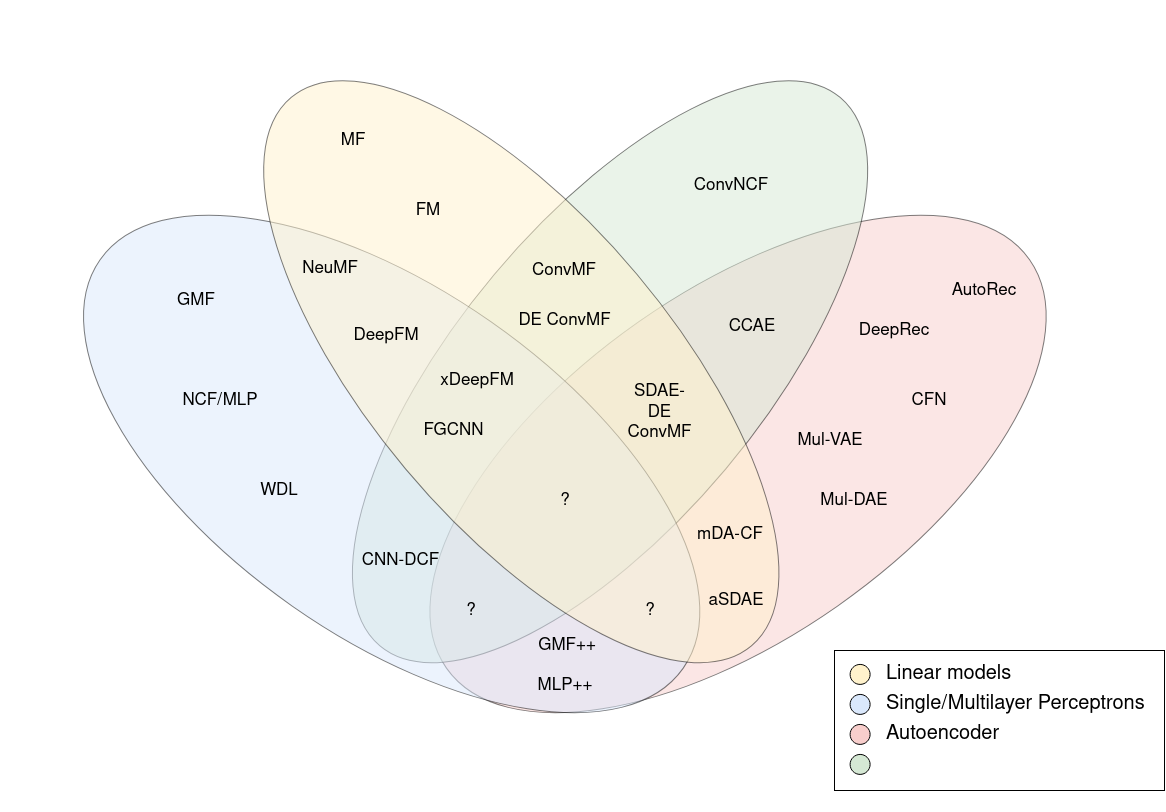 MF
ConvNCF
FM
NeuMF
ConvMF
GMF
AutoRec
DE ConvMF
CCAE
DeepRec
DeepFM
xDeepFM
SDAE-
DE
ConvMF
NCF/MLP
CFN
FGCNN
Mul-VAE
WDL
?
Mul-DAE
mDA-CF
CNN-DCF
aSDAE
?
?
GMF++
MLP++
Linear models
Single/Multilayer Perceptrons
Autoencoder